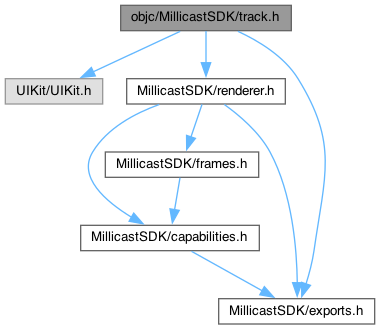 objc/MillicastSDK/track.h
UIKit/UIKit.h
MillicastSDK/renderer.h
MillicastSDK/frames.h
MillicastSDK/capabilities.h
MillicastSDK/exports.h